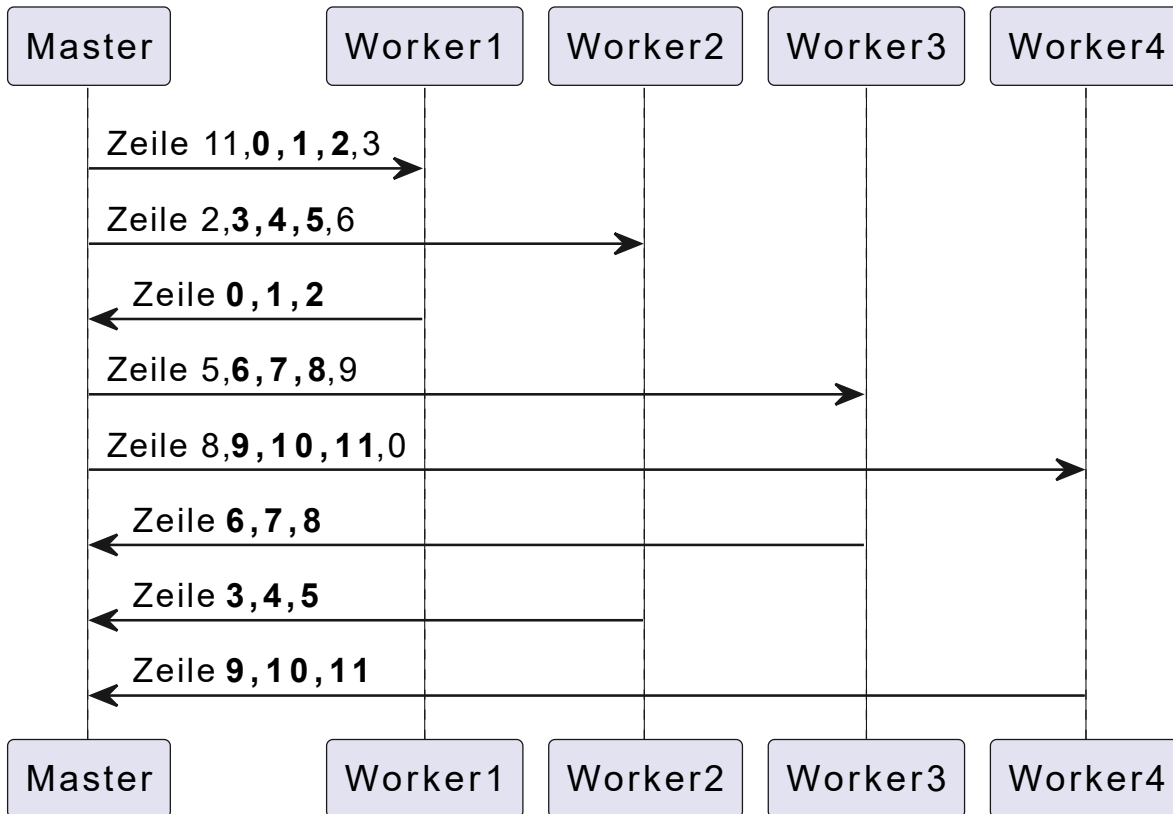 Master Worker1 Worker2 Worker3 Worker4
Zeile 11,0,1,2,3
Zeile 2,3,4,5,6
Zeile 0,1,2
Zeile 5,6,7,8,9
Zeile 8,9,10,11,0
Zeile 6,7,8
Zeile 3,4,5
Zeile 9,10,11
Master Worker1 Worker2 Worker3 Worker4